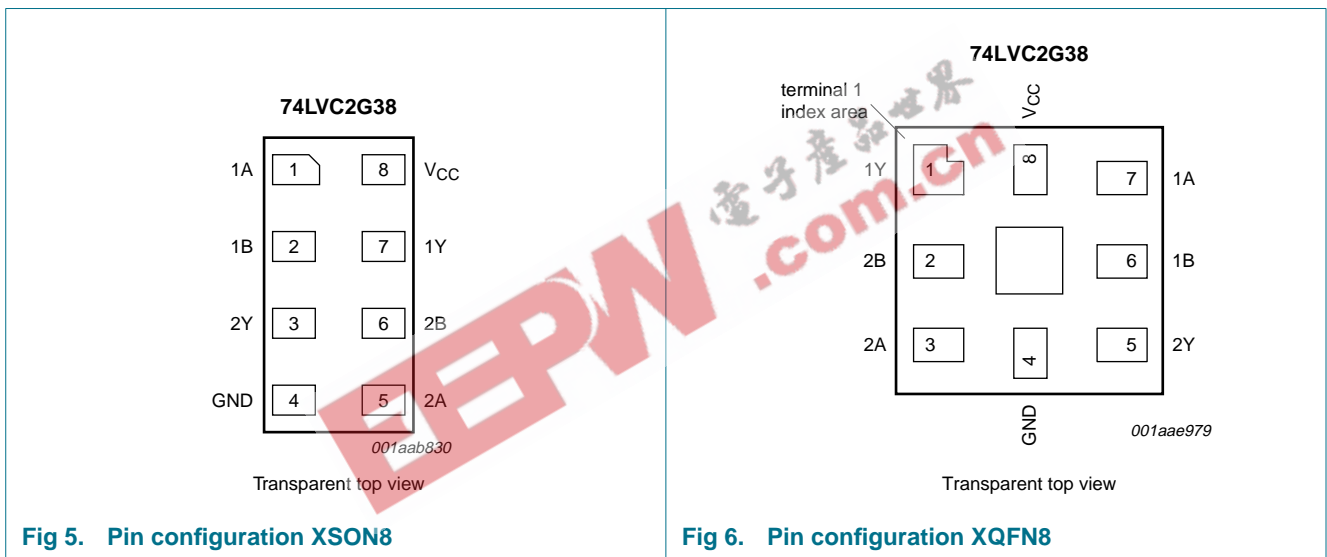 74LVC2G38
1A 1 8 VCC
1B 2 7 1Y
2Y 3 6 2B
GND 4 5 2A
001aab830
Transparent top view
Fig 5. Pin configuration XSON8
74LVC2G38
terminal 1
index area
VCC
1Y 1 8 7 1A
2B 2 6 1B
2A 3 4 5 2Y
GND
001aae979
Transparent top view
Fig 6. Pin configuration XQFN8
EEPW.com.cn
電子產品世界